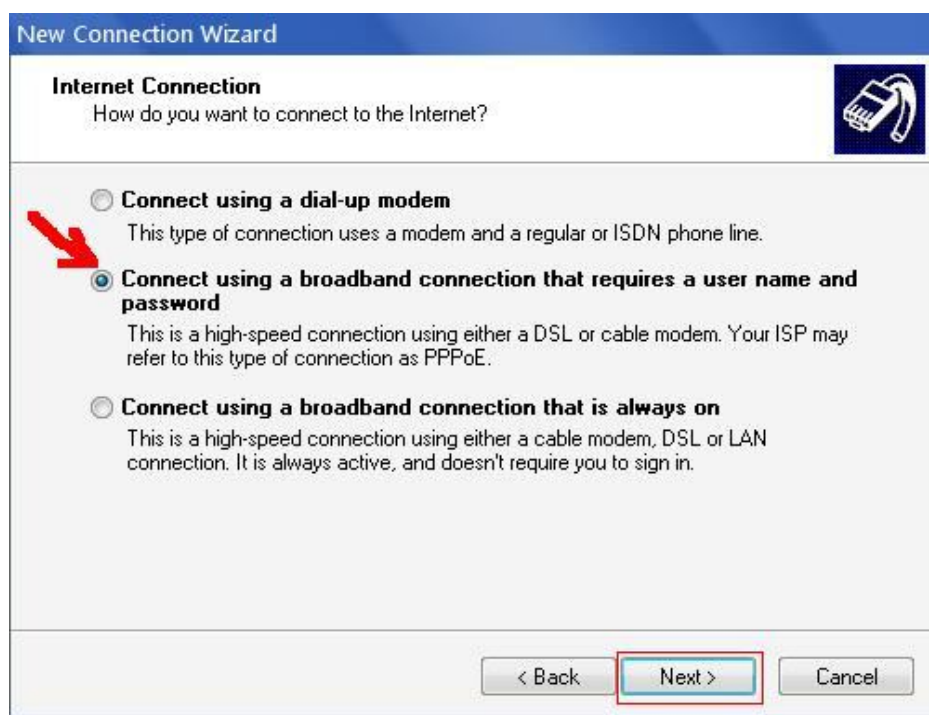 New Connection Wizard
Internet Connection
How do you want to connect to the Internet?
Connect using a dial-up modem
This type of connection uses a modem and a regular or ISDN phone line.
Connect using a broadband connection that requires a user name and
password
This is a high-speed connection using either a DSL or cable modem. Your ISP may
refer to this type of connection as PPPoE.
Connect using a broadband connection that is always on
This is a high-speed connection using either a cable modem, DSL or LAN
connection. It is always active, and doesn't require you to sign in.
< Back Next > Cancel